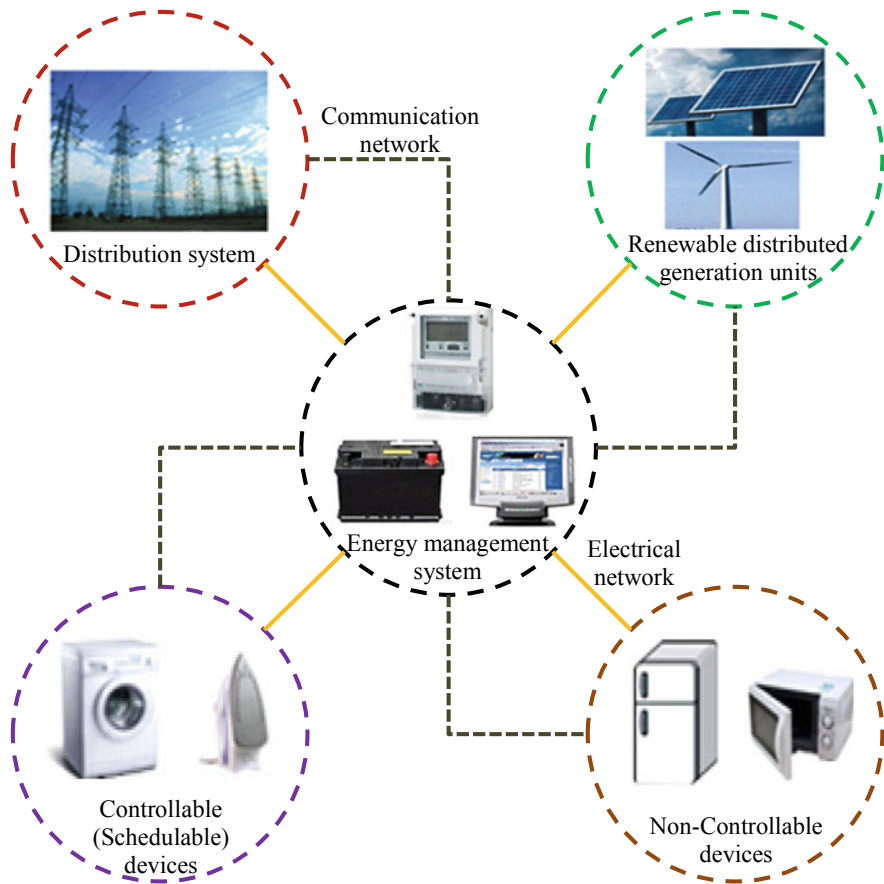 Communication
network
Distribution system
Renewable distributed
generation units
Energy management
system
Electrical
network
Controllable
(Schedulable)
devices
Non-Controllable
devices